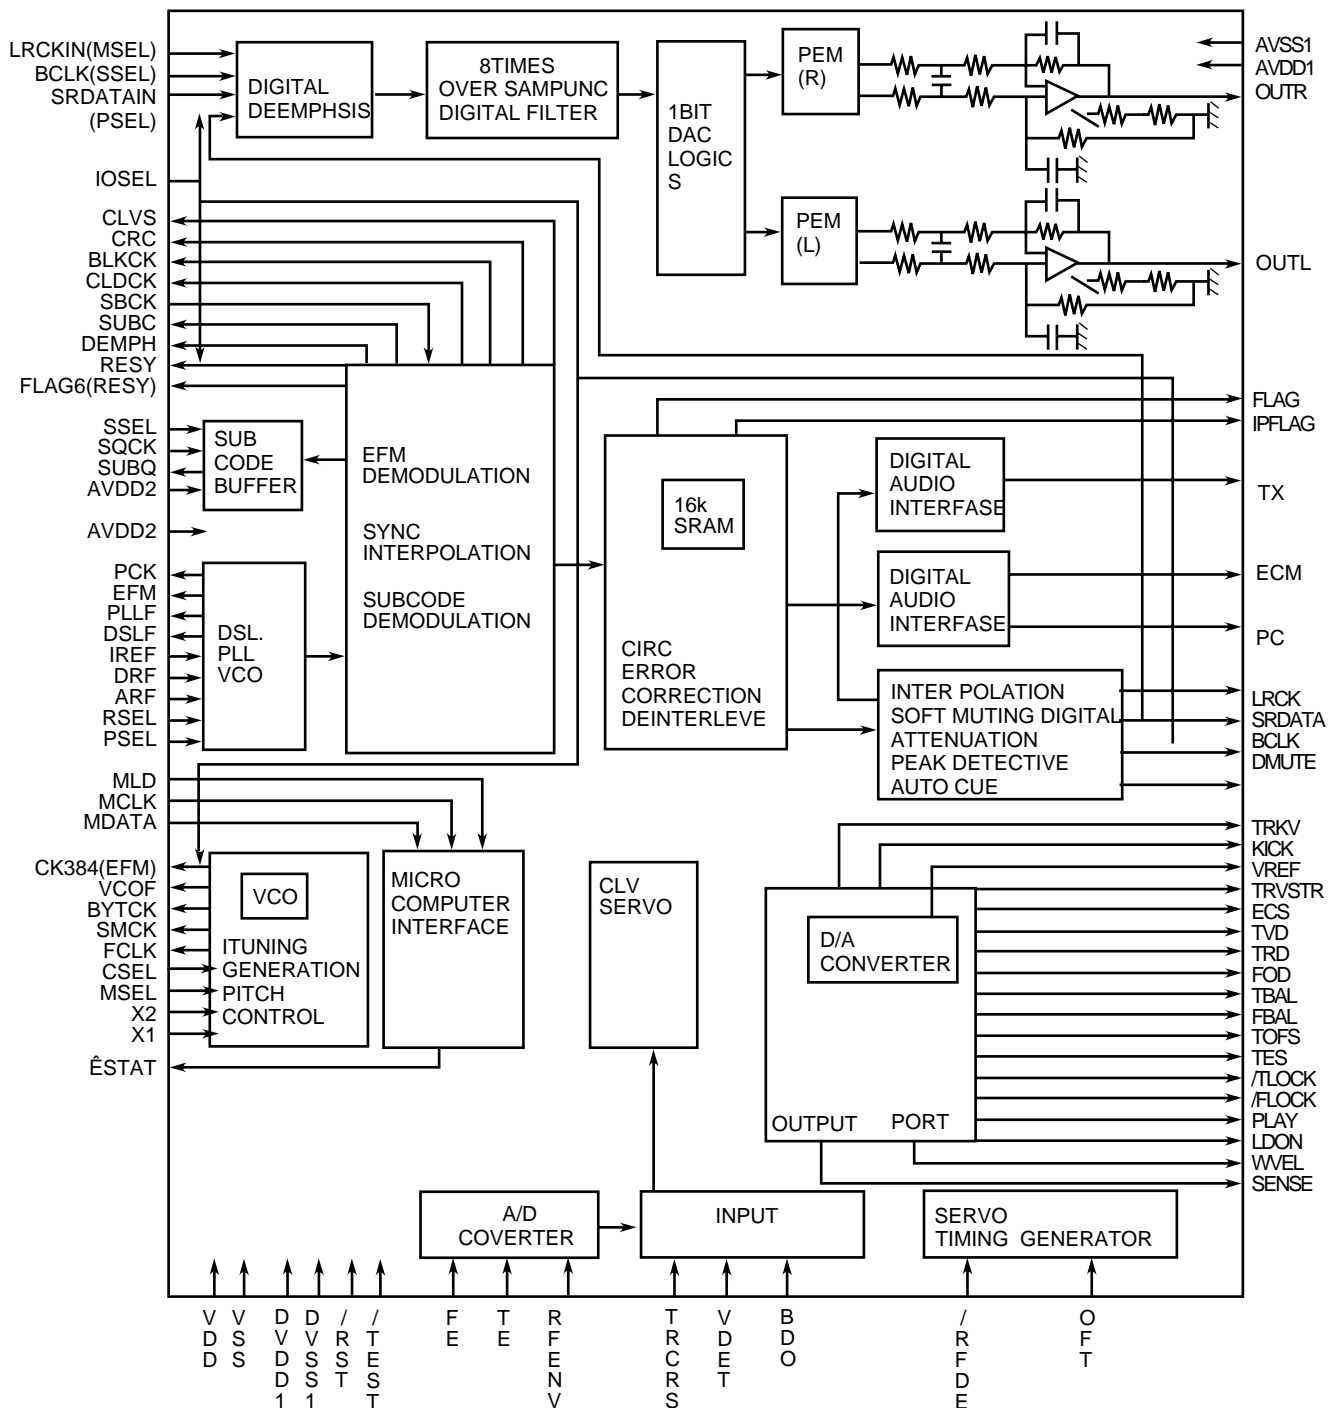 LRCKIN(MSEL)
BCLK(SSEL)
SRDATAIN
(PSEL)
IOSEL
CLVS
CRC
BLKCK
CLDCK
SBCK
SUBC
DEMPH
RESY
FLAG6(RESY)
SSEL
SQCK
SUBQ
AVDD2
AVDD2
PCK
EFM
PLLF
DSLF
IREF
DRF
ARF
RSEL
PSEL
MLD
MCLK
MDATA
CK384(EFM)
VCOF
BYTCK
SMCK
FCLK
CSEL
MSEL
X2
X1
ÊSTAT
DIGITAL
DEEMPHSIS
8TIMES
OVER SAMPUNC
DIGITAL FILTER
1BIT
DAC
LOGIC
S
PEM
(R)
PEM
(L)
SUB
CODE
BUFFER
EFM
DEMODULATION
SYNC
INTERPOLATION
SUBCODE
DEMODULATION
DSL.
PLL
VCO
16k
SRAM
CIRC
ERROR
CORRECTION
DEINTERLEVE
DIGITAL
AUDIO
INTERFASE
DIGITAL
AUDIO
INTERFASE
INTER POLATION
SOFT MUTING DIGITAL
ATTENUATION
PEAK DETECTIVE
AUTO CUE
VCO
ITUNING
GENERATION
PITCH
CONTROL
MICRO
COMPUTER
INTERFACE
CLV
SERVO
D/A
CONVERTER
OUTPUT PORT
A/D
COVERTER
INPUT
SERVO
TIMING GENERATOR
AVSS1
AVDD1
OUTR
OUTL
FLAG
IPFLAG
TX
ECM
PC
LRCK
SRDATA
BCLK
DMUTE
TRKV
KICK
VREF
TRVSTR
ECS
TVD
TRD
FOD
TBAL
FBAL
TOFS
TES
/TLOCK
/FLOCK
PLAY
LDON
WVEL
SENSE
VDD
VSS
DVDD1
DVSS1
/RST
/TEST
FE
TE
RFENV
TRCRS
VDET
BDO
/RFDE
OFT